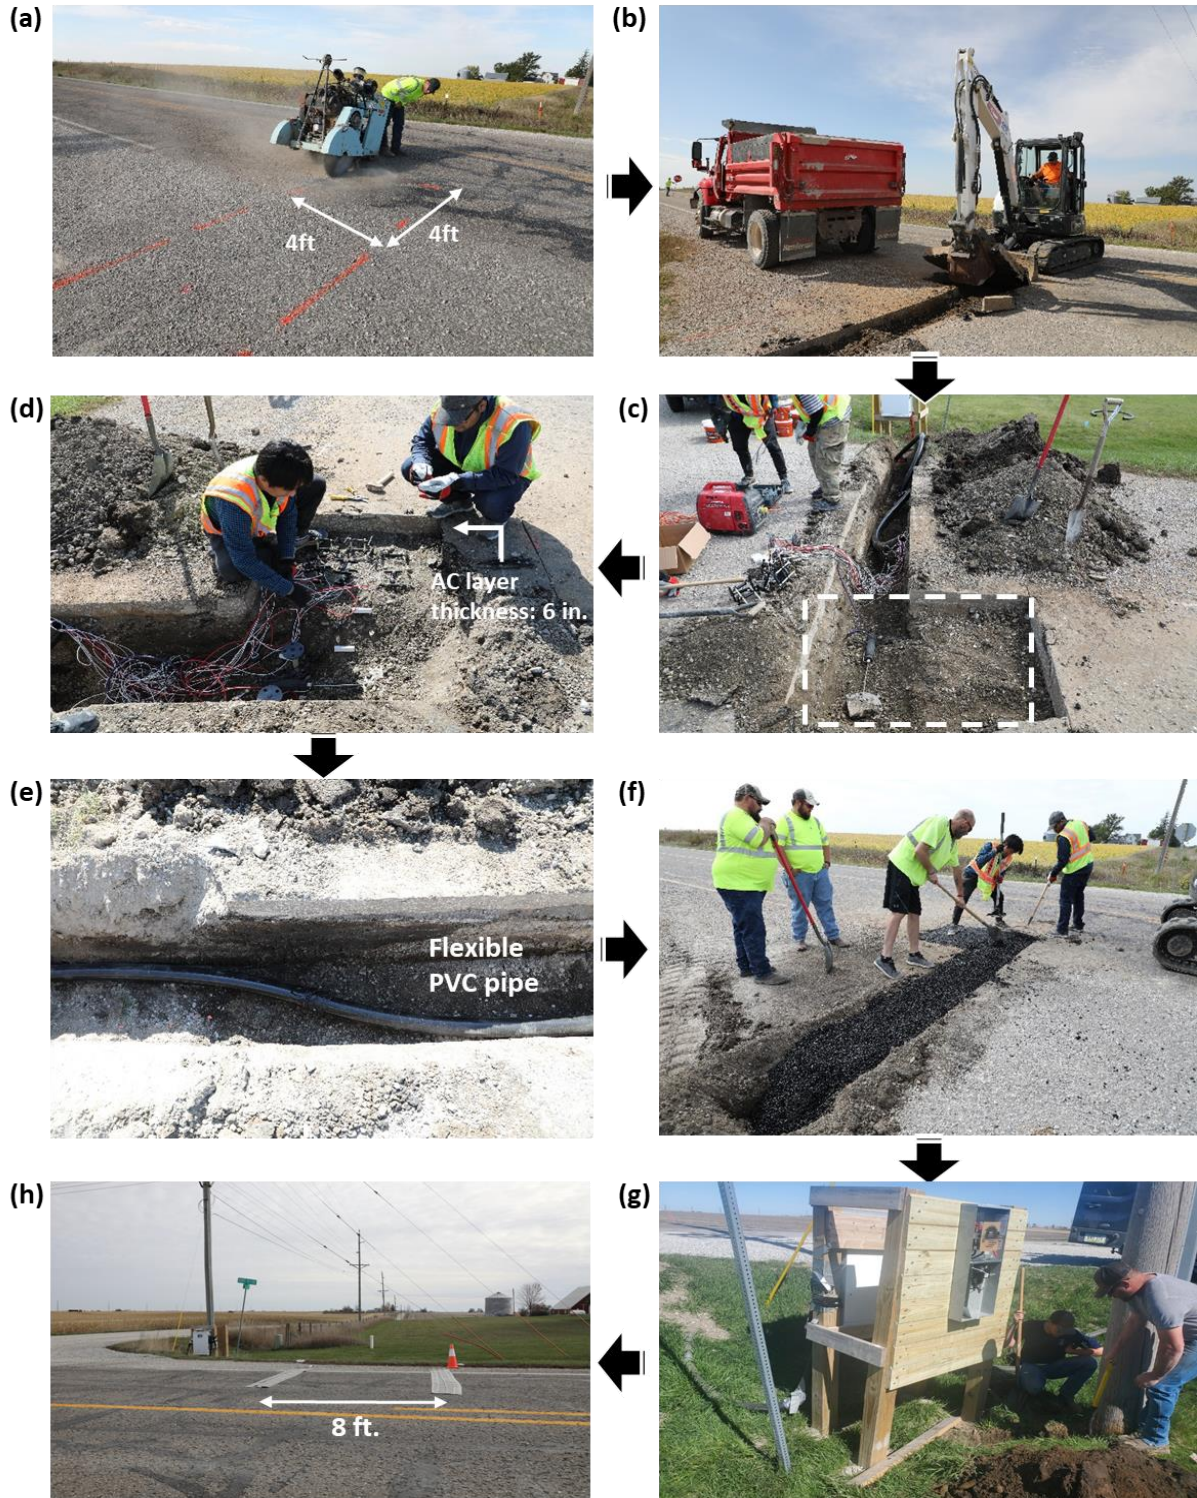 (a)
4ft
4ft
(b)
(d)
AC layer
thickness: 6 in.
(c)
(e)
Flexible
PVC pipe
(f)
(h)
8 ft.
(g)